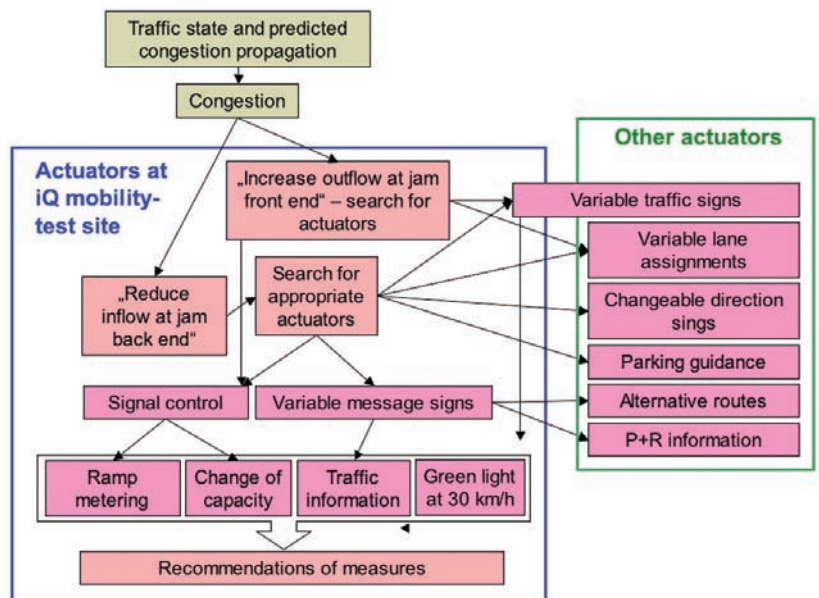 Traffic state and predicted
congestion propagation
Congestion
Other actuators
Actuators at
iQ mobility-
test site
„Increase outflow at jam
front end“ – search for
actuators
Variable traffic signs
Variable lane
assignments
„Reduce
inflow at jam
back end“
Search for
appropriate
actuators
Changeable direction
sings
Parking guidance
Signal control
Variable message signs
Alternative routes
P+R information
Ramp
metering
Change of
capacity
Traffic
information
Green light
at 30 km/h
Recommendations of measures